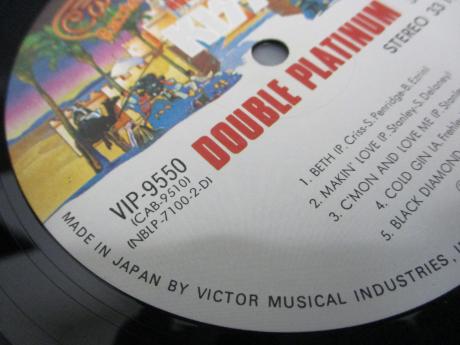 KISS
DOUBLE PLATINUM
STEREO 33
VIP-9550
(CAB-9510)
(NBLP-7100-2-D)
1. BETH (P. Criss-S. Penridge-B. Ezrin)
2. MAKIN' LOVE (P. Stanley-S. Delaney)
3. C'MON AND LOVE ME (P. Stanley)
4. COLD GIN (A. Frehley
5. BLACK DIAMOND
MADE IN JAPAN BY VICTOR MUSICAL INDUSTRIES,